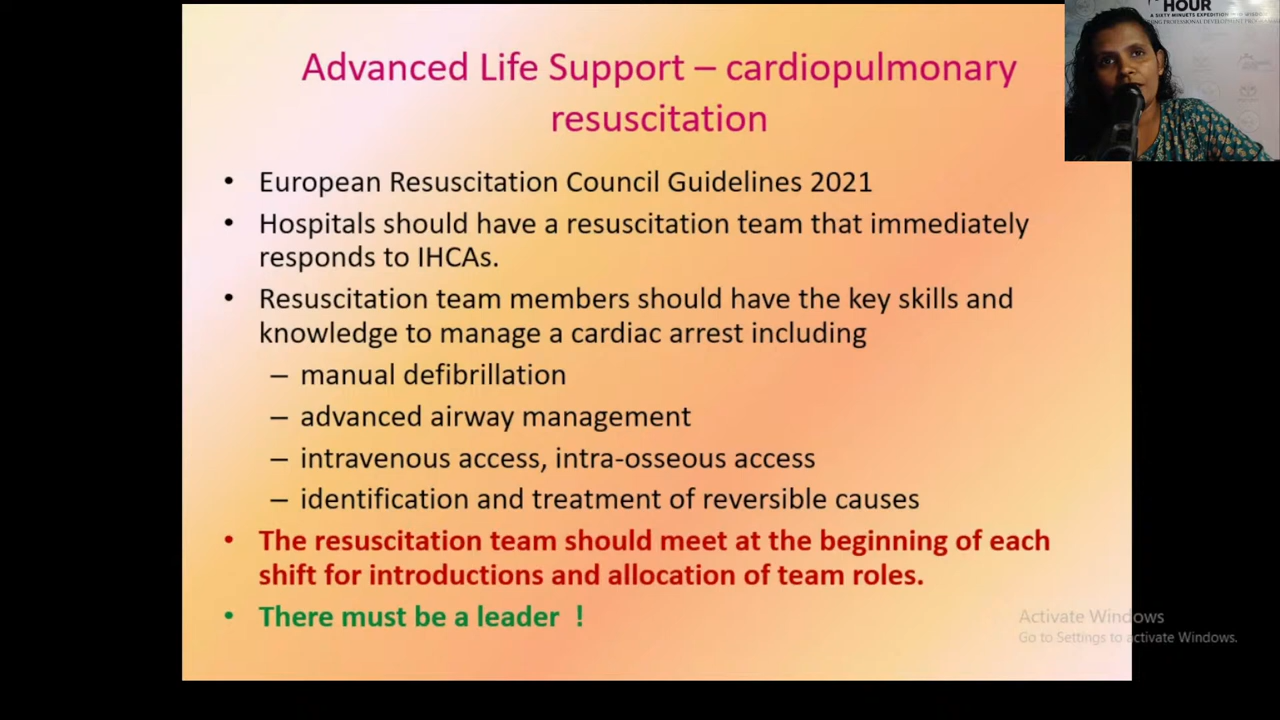 HOUR
A SIXTY MINUETS EXPEDITION
Advanced Life Support – cardiopulmonary
resuscitation
• European Resuscitation Council Guidelines 2021
• Hospitals should have a resuscitation team that immediately
responds to IHCAs.
• Resuscitation team members should have the key skills and
knowledge to manage a cardiac arrest including
– manual defibrillation
– advanced airway management
– intravenous access, intra-osseous access
– identification and treatment of reversible causes
• The resuscitation team should meet at the beginning of each
shift for introductions and allocation of team roles.
• There must be a leader !
Activate Windows
Go to Settings to activate Windows.